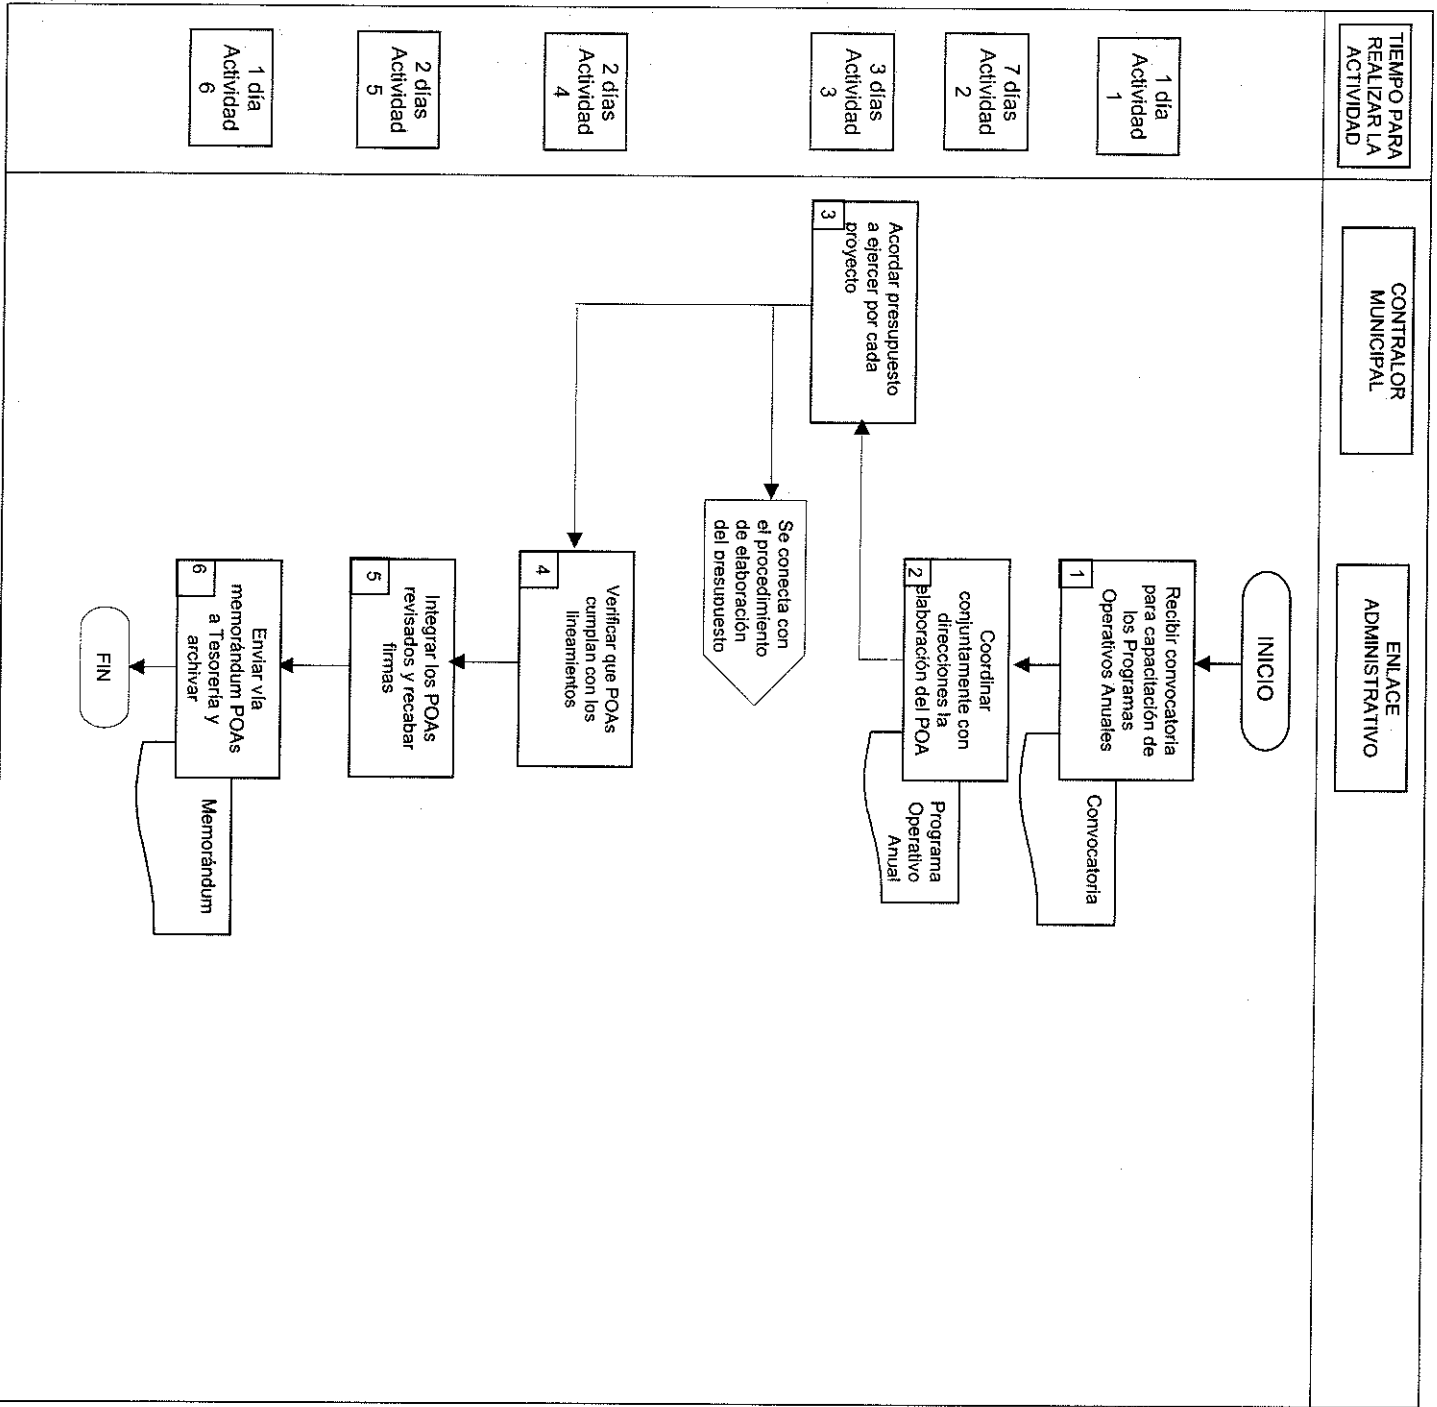 TIEMPO PARA
REALIZAR LA
ACTIVIDAD
CONTRALOR
MUNICIPAL
ENLACE
ADMINISTRATIVO
INICIO
1 día
Actividad
1
1
Recibir convocatoria
para capacitación de
los Programas
Operativos Anuales
Convocatoria
7 días
Actividad
2
2
Coordinar
conjuntamente con
direcciones la
elaboración del POA
Programa
Operativo
Anual
3 días
Actividad
3
3
Acordar presupuesto
a ejercer por cada
proyecto
Se conecta con
el procedimiento
de elaboración
del presupuesto
2 días
Actividad
4
4
Verificar que POAs
cumplan con los
lineamientos
2 días
Actividad
5
5
Integrar los POAs
revisados y recabar
firmas
1 día
Actividad
6
6
Enviar vía
memorándum POAs
a Tesorería y
archivar
Memorándum
FIN